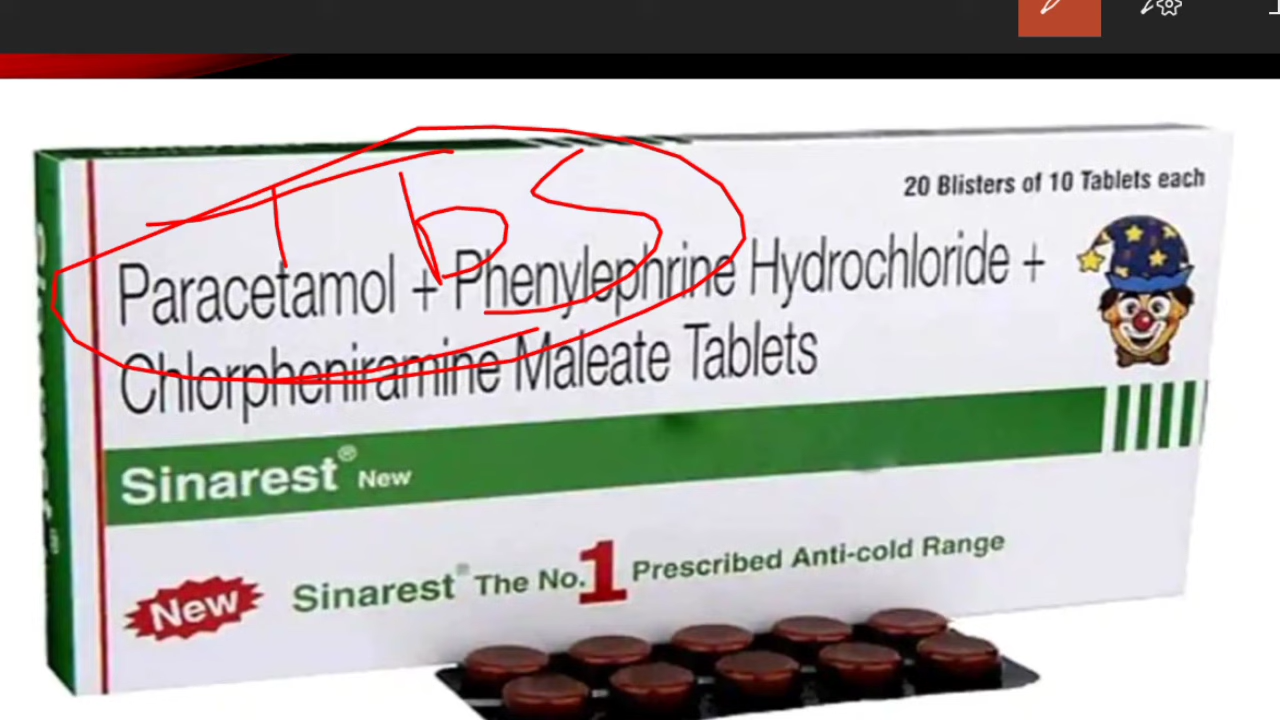 20 Blisters of 10 Tablets each
TbS
Paracetamol + Phenylephrine Hydrochloride +
Chlorpheniramine Maleate Tablets
Sinarest® New
New
Sinarest® The No.1 Prescribed Anti-cold Range